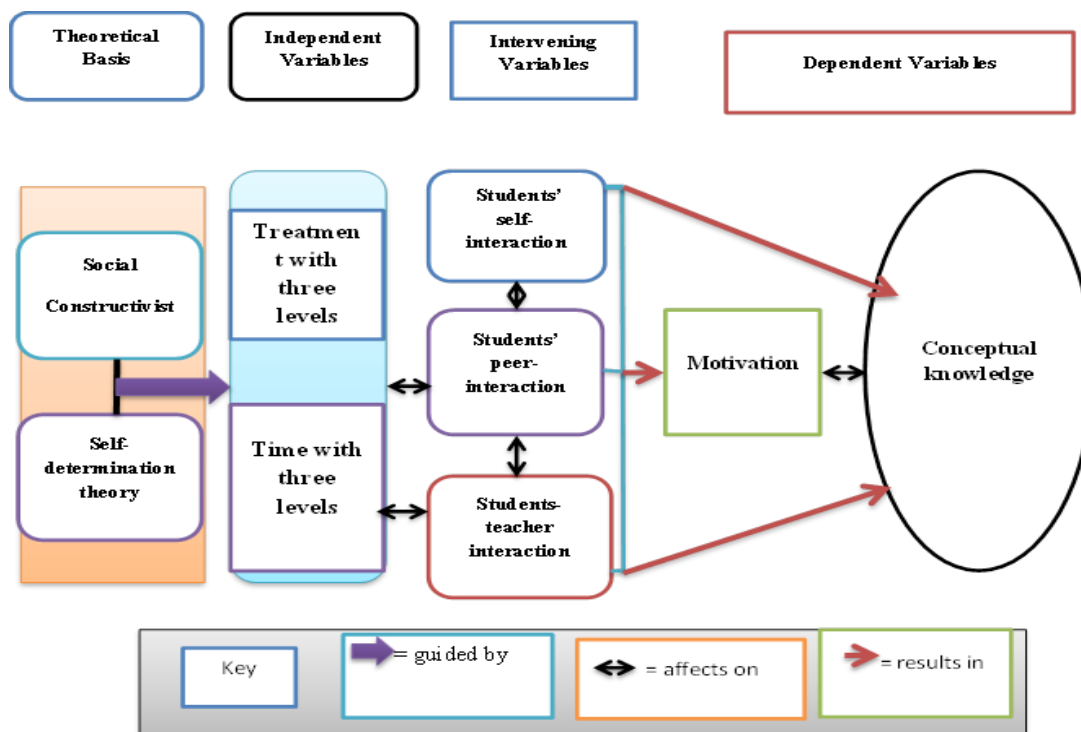 Theoretical
Basis
Independent
Variables
Intervening
Variables
Dependent Variables
Social
Constructivist
Self-
determination
theory
Treatmen
t with
three
levels
Time with
three
levels
Students'
self-
interaction
Students'
peer-
interaction
Students-
teacher
interaction
Motivation
Conceptual
knowledge
Key
= guided by
= affects on
= results in